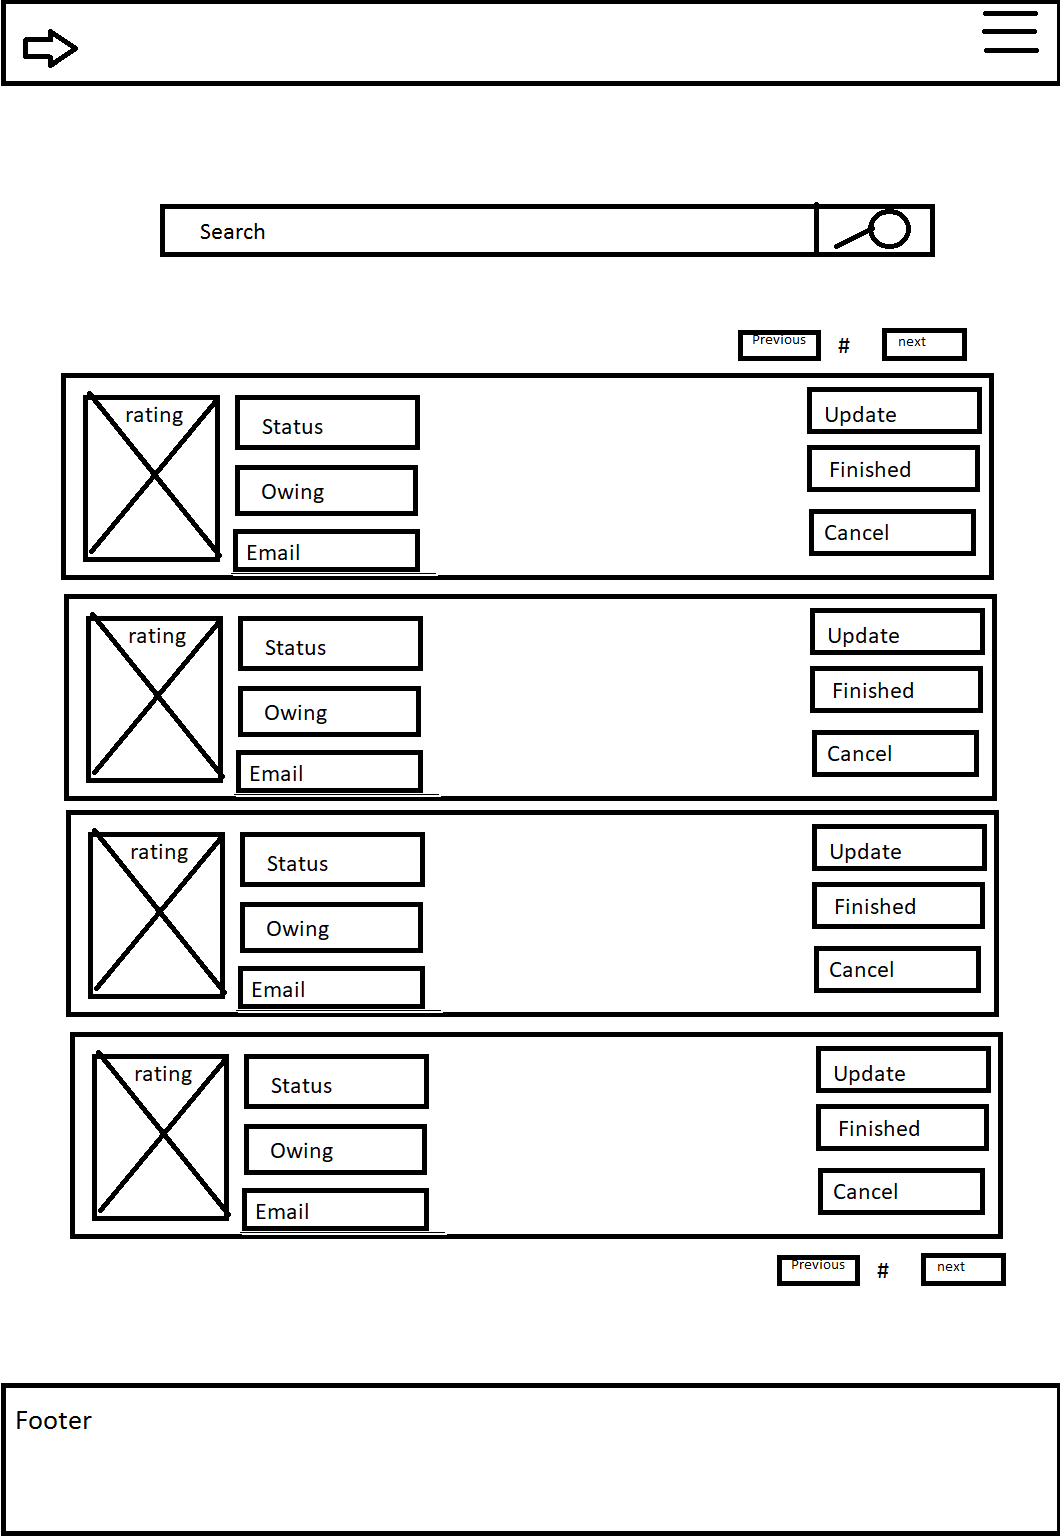 Search
Previous # next
rating
Status
Owing
Email
Update
Finished
Cancel
rating
Status
Owing
Email
Update
Finished
Cancel
rating
Status
Owing
Email
Update
Finished
Cancel
rating
Status
Owing
Email
Update
Finished
Cancel
Previous # next
Footer